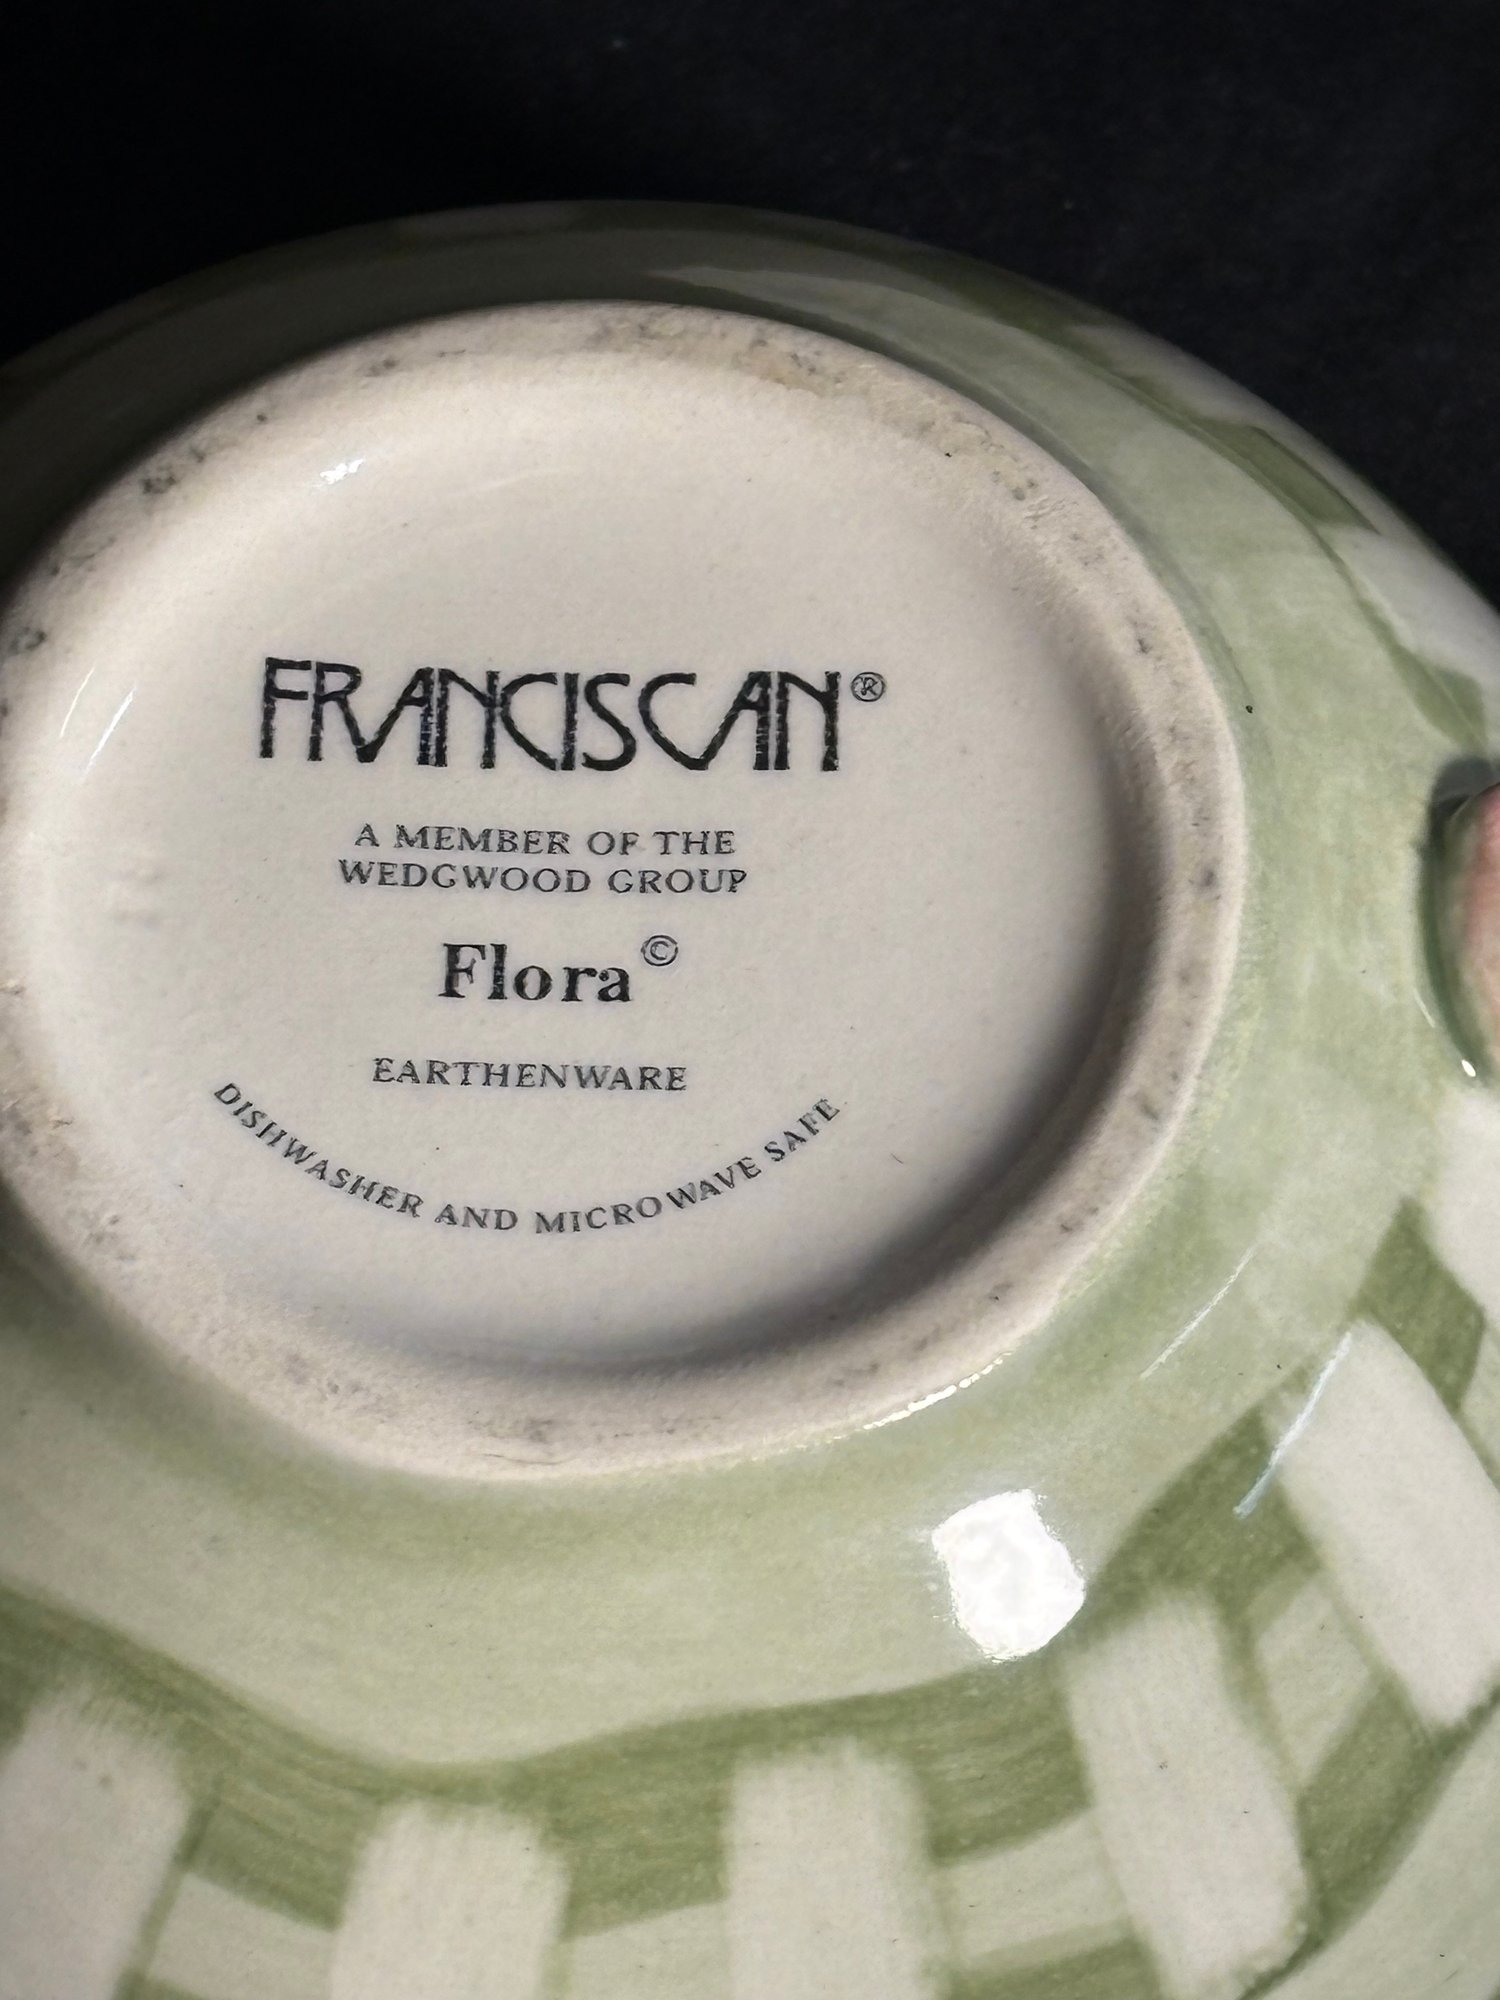 FRANCISCAN®
A MEMBER OF THE
WEDGWOOD GROUP
Flora©
EARTHENWARE
DISHWASHER AND MICROWAVE SAFE